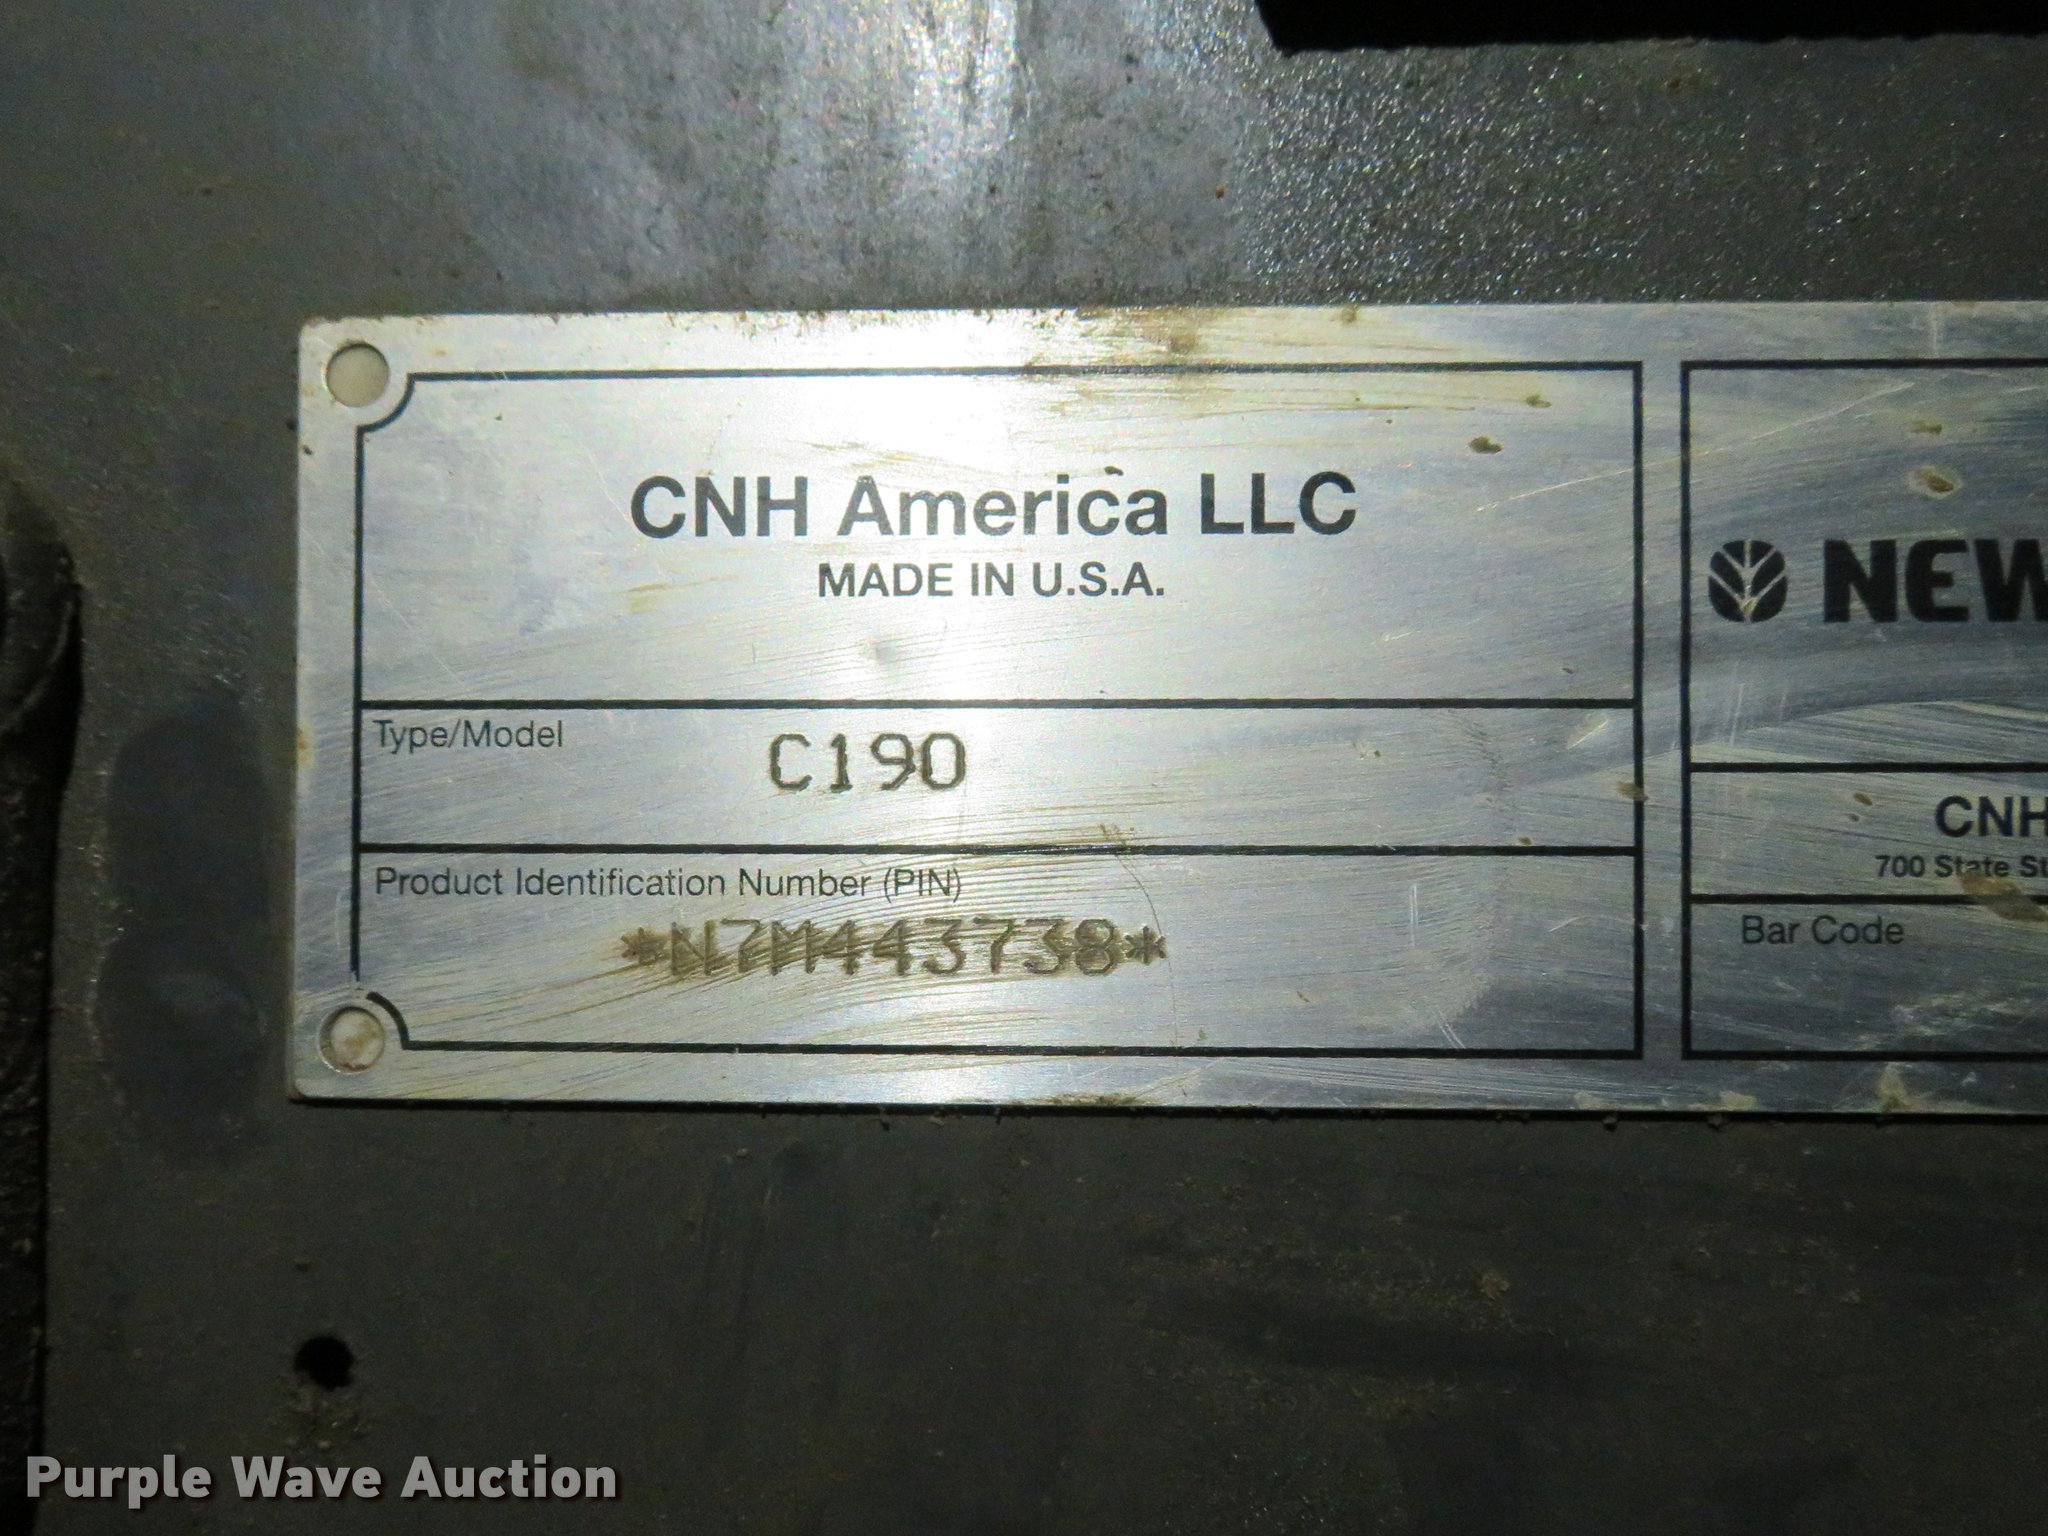 CNH America LLC
MADE IN U.S.A.
Type/Model C190
Product Identification Number (PIN)
*N7M443738*
NEW
CNH
700 State St
Bar Code
Purple Wave Auction